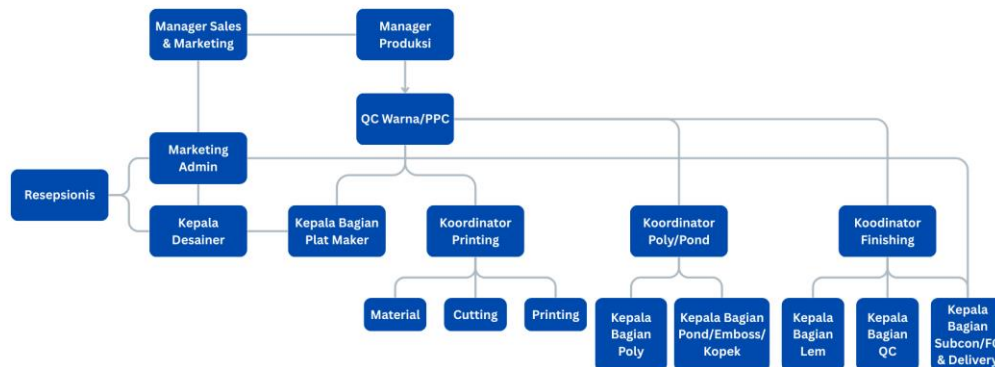 Manager Sales
& Marketing
Manager
Produksi
QC Warna/PPC
Marketing
Admin
Resepsionis
Kepala
Desainer
Kepala Bagian
Plat Maker
Koordinator
Printing
Koordinator
Poly/Pond
Koodinator
Finishing
Material
Cutting
Printing
Kepala
Bagian
Poly
Kepala Bagian
Pond/Emboss/
Kopek
Kepala
Bagian
Lem
Kepala
Bagian
QC
Kepala
Bagian
Subcon/FG
& Delivery